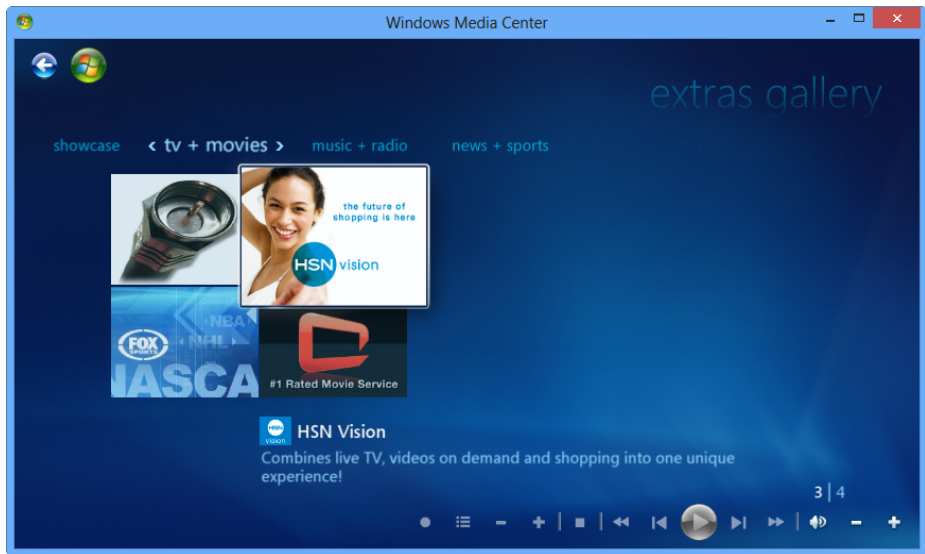 Windows Media Center
extras gallery
showcase < tv + movies > music + radio news + sports
the future of
shopping is here
HSN vision
NBA
NHL
FOX
SPORTS
NASCA
#1 Rated Movie Service
HSN
vision
HSN Vision
Combines live TV, videos on demand and shopping into one unique
experience!
3 | 4